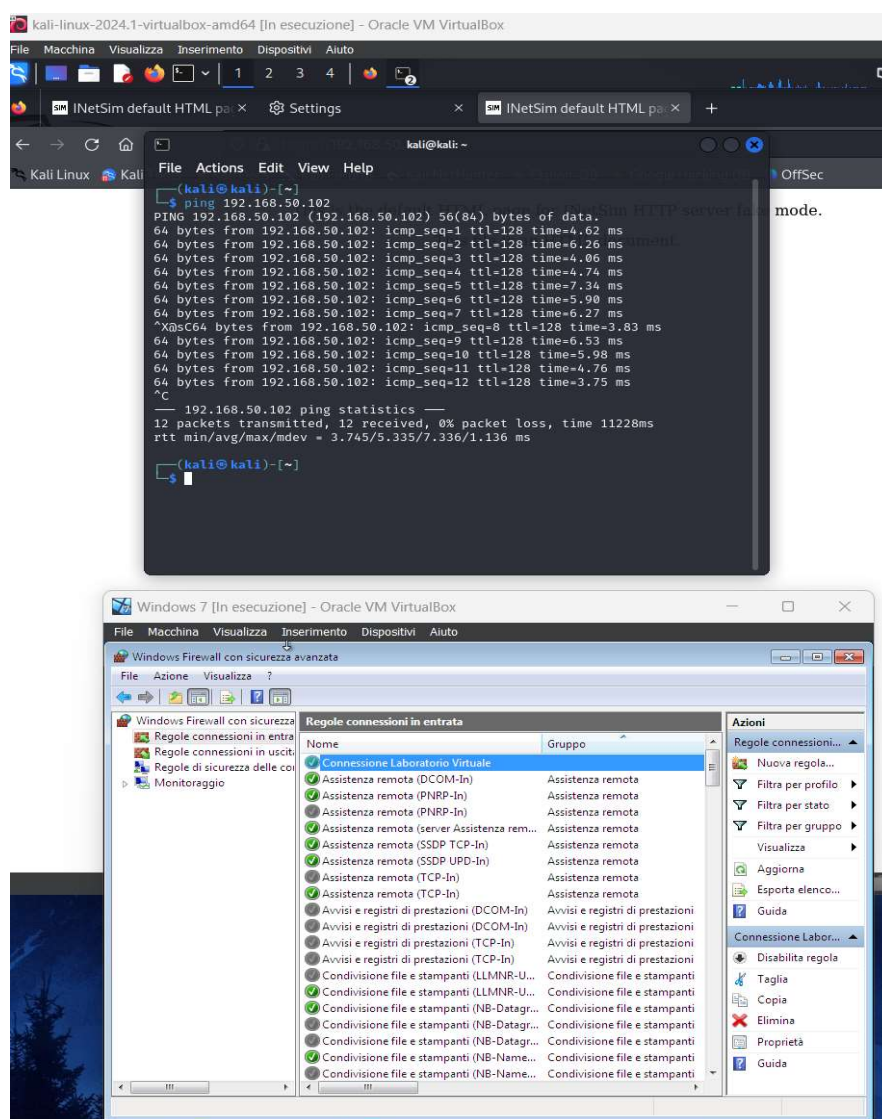 kali-linux-2024.1-virtualbox-amd64 [In esecuzione] - Oracle VM VirtualBox
File Macchina Visualizza Inserimento Dispositivi Aiuto
1 2 3 4 2
SIM INetSim default HTML pa × Settings × SIM INetSim default HTML pa × +
kali@kali: ~
Kali Linux Kali OffSec
File Actions Edit View Help
s the default HTML page for INetSim HTTP server fake mode.
(kali㉿kali)-[~]
$ ping 192.168.50.102
PING 192.168.50.102 (192.168.50.102) 56(84) bytes of data.
64 bytes from 192.168.50.102: icmp_seq=1 ttl=128 time=4.62 ms
64 bytes from 192.168.50.102: icmp_seq=2 ttl=128 time=6.26 ms
64 bytes from 192.168.50.102: icmp_seq=3 ttl=128 time=4.06 ms
64 bytes from 192.168.50.102: icmp_seq=4 ttl=128 time=4.74 ms
64 bytes from 192.168.50.102: icmp_seq=5 ttl=128 time=7.34 ms
64 bytes from 192.168.50.102: icmp_seq=6 ttl=128 time=5.90 ms
64 bytes from 192.168.50.102: icmp_seq=7 ttl=128 time=6.27 ms
^X@sC64 bytes from 192.168.50.102: icmp_seq=8 ttl=128 time=3.83 ms
64 bytes from 192.168.50.102: icmp_seq=9 ttl=128 time=6.53 ms
64 bytes from 192.168.50.102: icmp_seq=10 ttl=128 time=5.98 ms
64 bytes from 192.168.50.102: icmp_seq=11 ttl=128 time=4.76 ms
64 bytes from 192.168.50.102: icmp_seq=12 ttl=128 time=3.75 ms
^C
— 192.168.50.102 ping statistics —
12 packets transmitted, 12 received, 0% packet loss, time 11228ms
rtt min/avg/max/mdev = 3.745/5.335/7.336/1.136 ms
(kali㉿kali)-[~]
$
Windows 7 [In esecuzione] - Oracle VM VirtualBox
File Macchina Visualizza Inserimento Dispositivi Aiuto
Windows Firewall con sicurezza avanzata
File Azione Visualizza ?
Windows Firewall con sicurezza
Regole connessioni in entra
Regole connessioni in uscit
Regole di sicurezza delle co
Monitoraggio
Regole connessioni in entrata
Nome Gruppo
Connessione Laboratorio Virtuale
Assistenza remota (DCOM-In) Assistenza remota
Assistenza remota (PNRP-In) Assistenza remota
Assistenza remota (PNRP-In) Assistenza remota
Assistenza remota (server Assistenza rem... Assistenza remota
Assistenza remota (SSDP TCP-In) Assistenza remota
Assistenza remota (SSDP UPD-In) Assistenza remota
Assistenza remota (TCP-In) Assistenza remota
Assistenza remota (TCP-In) Assistenza remota
Avvisi e registri di prestazioni (DCOM-In) Avvisi e registri di prestazioni
Avvisi e registri di prestazioni (DCOM-In) Avvisi e registri di prestazioni
Avvisi e registri di prestazioni (TCP-In) Avvisi e registri di prestazioni
Avvisi e registri di prestazioni (TCP-In) Avvisi e registri di prestazioni
Condivisione file e stampanti (LLMNR-U... Condivisione file e stampanti
Condivisione file e stampanti (LLMNR-U... Condivisione file e stampanti
Condivisione file e stampanti (NB-Datagr... Condivisione file e stampanti
Condivisione file e stampanti (NB-Datagr... Condivisione file e stampanti
Condivisione file e stampanti (NB-Datagr... Condivisione file e stampanti
Condivisione file e stampanti (NB-Name... Condivisione file e stampanti
Condivisione file e stampanti (NB-Name... Condivisione file e stampanti
Azioni
Regole connessioni...
Nuova regola...
Filtra per profilo
Filtra per stato
Filtra per gruppo
Visualizza
Aggiorna
Esporta elenco...
Guida
Connessione Labor...
Disabilita regola
Taglia
Copia
Elimina
Proprietà
Guida